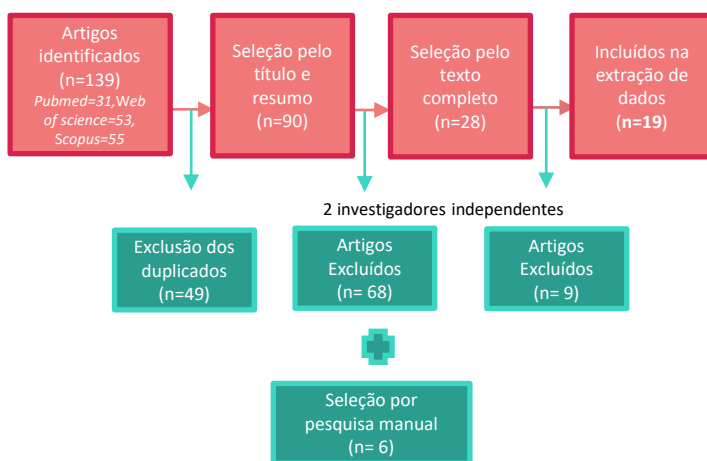 Artigos
identificados
(n=139)
Pubmed=31,Web
of science=53,
Scopus=55
Seleção pelo
título e
resumo
(n=90)
Seleção pelo
texto
completo
(n=28)
Incluídos na
extração de
dados
(n=19)
2 investigadores independentes
Exclusão dos
duplicados
(n=49)
Artigos
Excluídos
(n= 68)
Artigos
Excluídos
(n= 9)
Seleção por
pesquisa manual
(n= 6)